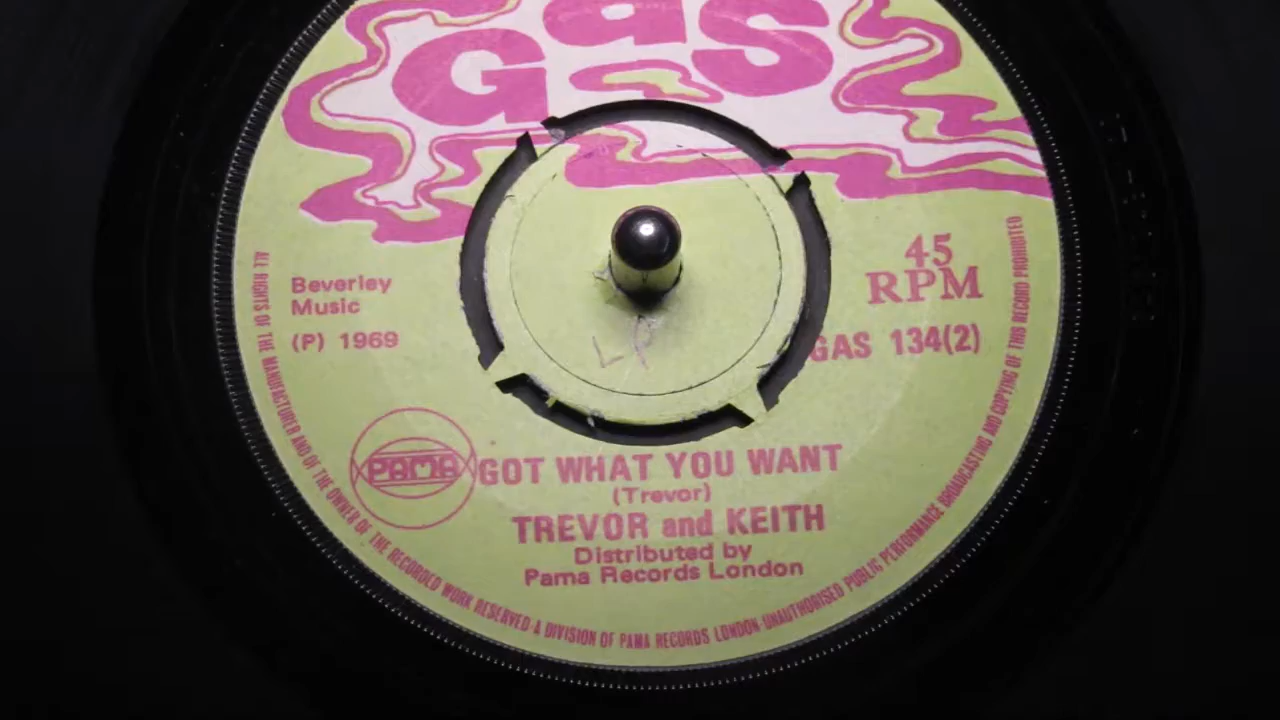 Gas
45
RPM
Beverley
Music
(P) 1969
GAS 134(2)
LP
PAMA
GOT WHAT YOU WANT
(Trevor)
TREVOR and KEITH
Distributed by
Pama Records London
ALL RIGHTS OF THE MANUFACTURER AND OF THE OWNER OF THE RECORDED WORK RESERVED·A DIVISION OF PAMA RECORDS LONDON·UNAUTHORISED PUBLIC PERFORMANCE BROADCASTING AND COPYING OF THIS RECORD PROHIBITED